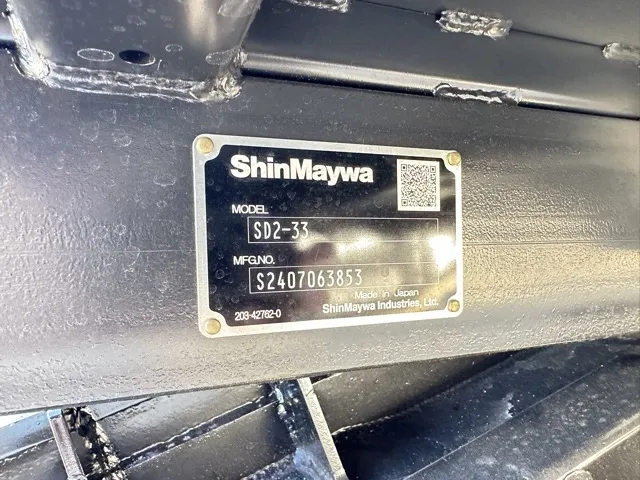 ShinMaywa
MODEL
SD2-33
MFG.NO.
S2407063853
Made in Japan
203-42762-0
ShinMaywa Industries, Ltd.